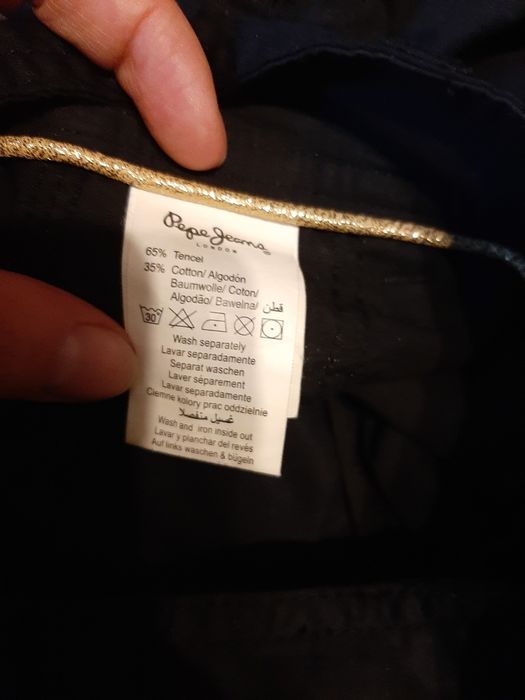 Pepe Jeans
LONDON
65% Tencel
35% Cotton/ Algodón
Baumwolle/ Coton/
Algodão/ Bawełna/ قطن
30°
Wash separately
Lavar separadamente
Separat waschen
Laver séparement
Lavar separadamente
Ciemne kolory prac oddzielnie
غسيل منفصلا
Wash and iron inside out
Lavar y planchar del revés
Auf links waschen & bügeln